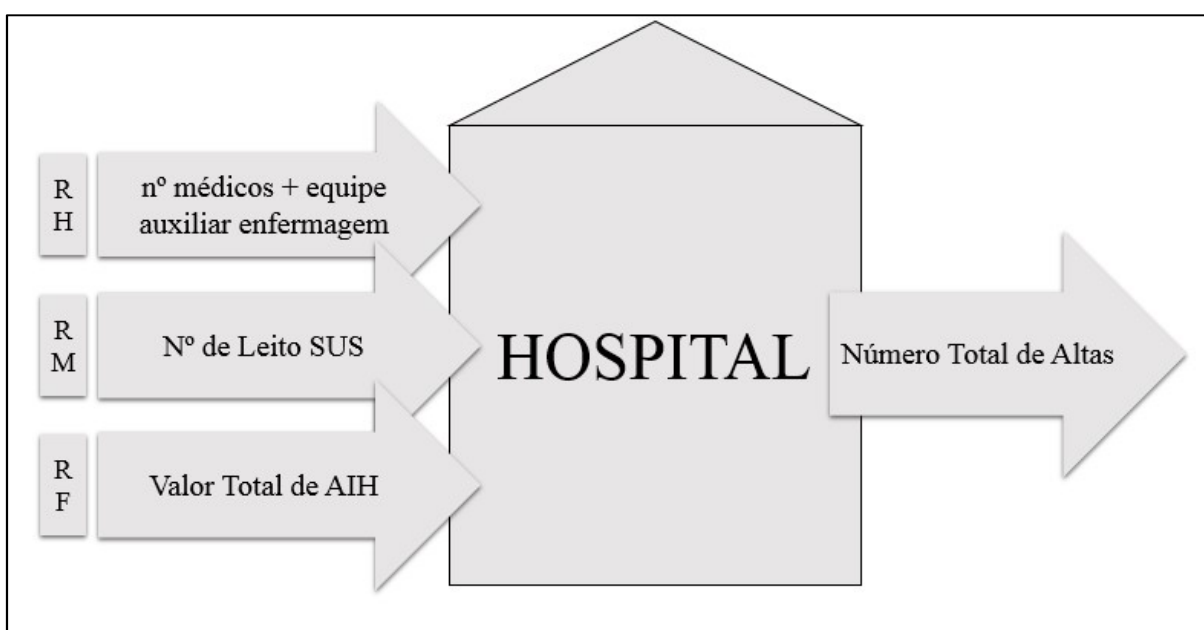 R
H
nº médicos + equipe
auxiliar enfermagem
R
M
Nº de Leito SUS
R
F
Valor Total de AIH
HOSPITAL
Número Total de Altas